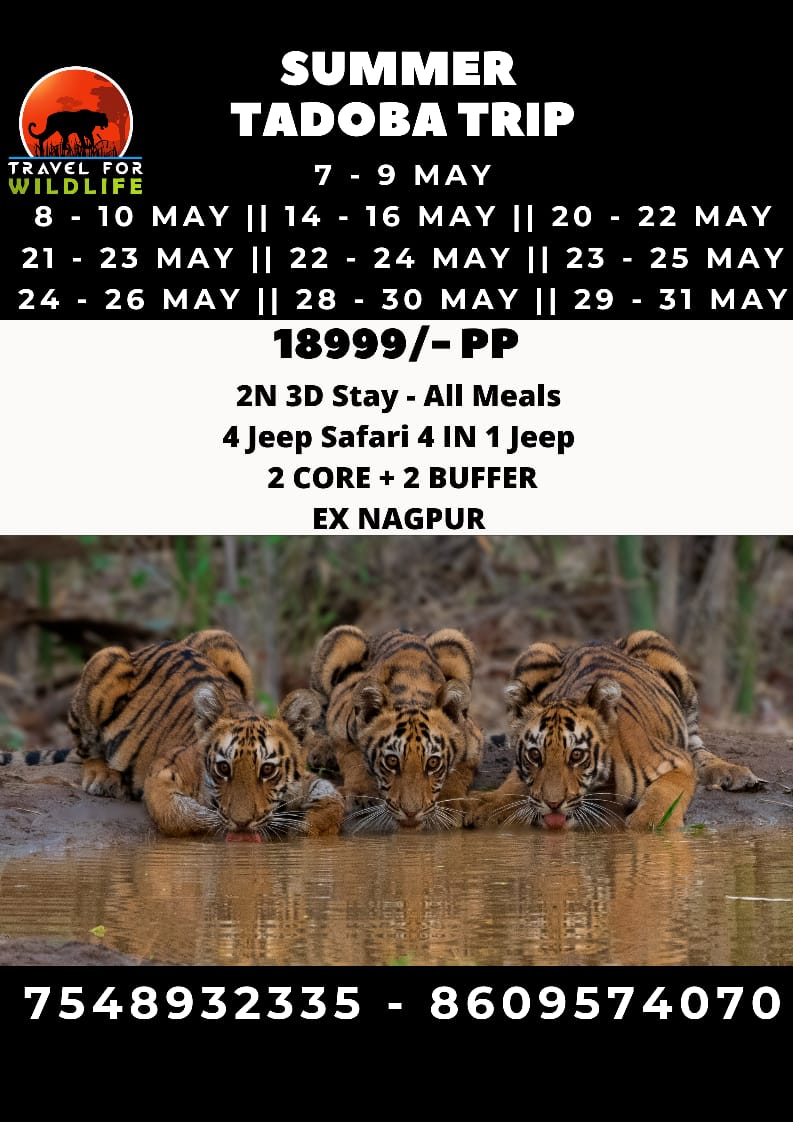 SUMMER
TADOBA TRIP
TRAVEL FOR
WILDLIFE
7 - 9 MAY
8 - 10 MAY || 14 - 16 MAY || 20 - 22 MAY
21 - 23 MAY || 22 - 24 MAY || 23 - 25 MAY
24 - 26 MAY || 28 - 30 MAY || 29 - 31 MAY
18999/- PP
2N 3D Stay - All Meals
4 Jeep Safari 4 IN 1 Jeep
2 CORE + 2 BUFFER
EX NAGPUR
7548932335 - 8609574070